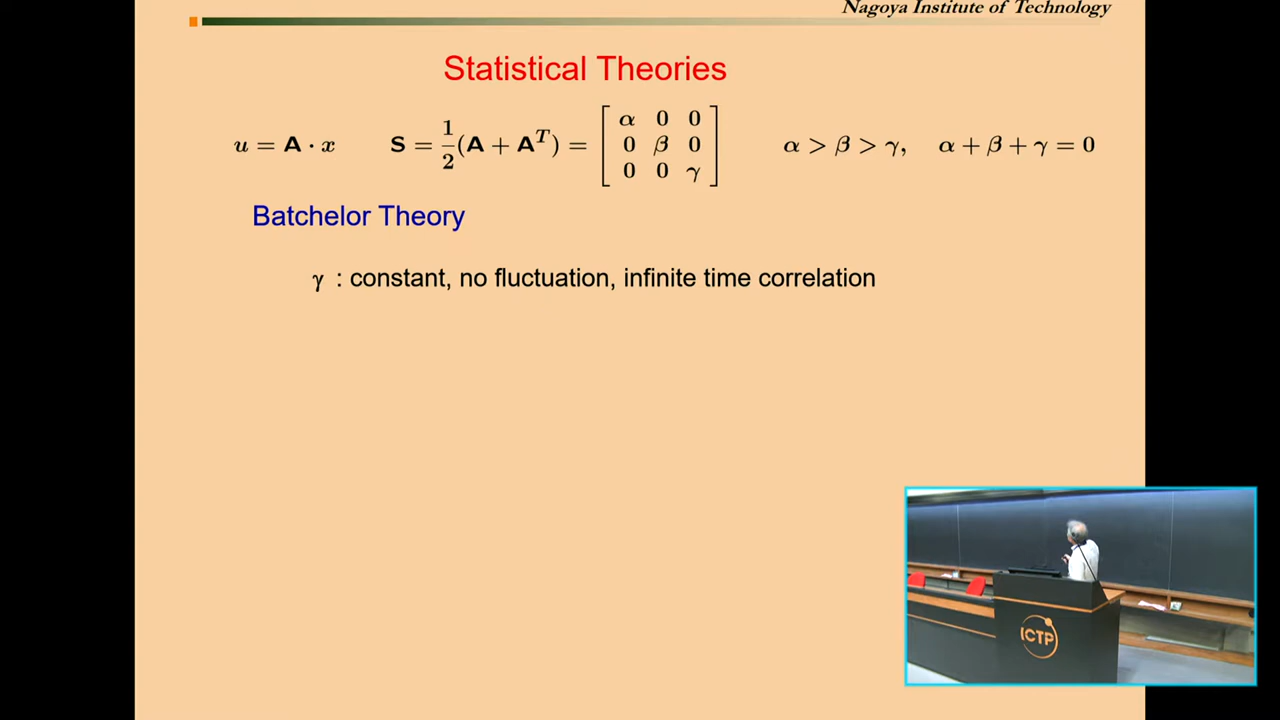 Nagoya Institute of Technology
Statistical Theories
u = A · x    S = 1/2 (A + A^T) = [ α 0 0 ; 0 β 0 ; 0 0 γ ]    α > β > γ,    α + β + γ = 0
Batchelor Theory
γ : constant, no fluctuation, infinite time correlation
ICTP